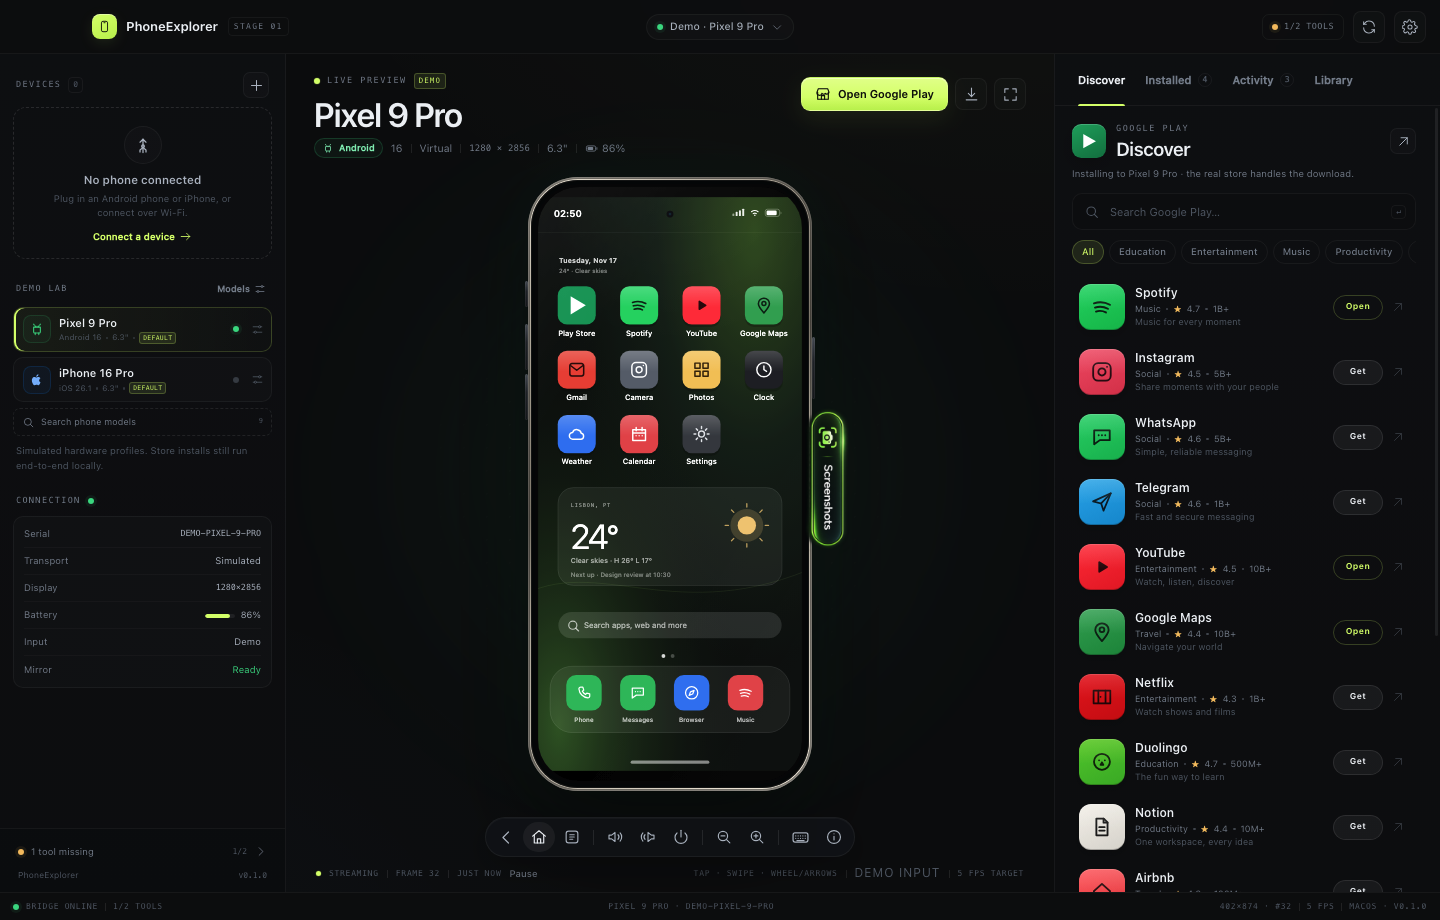 PhoneExplorer STAGE 01
Demo · Pixel 9 Pro
1/2 TOOLS
DEVICES 0
No phone connected
Plug in an Android phone or iPhone, or
connect over Wi-Fi.
Connect a device →
DEMO LAB Models
Pixel 9 Pro
Android 16 · 6.3" · DEFAULT
iPhone 16 Pro
iOS 26.1 · 6.3" · DEFAULT
Search phone models 9
Simulated hardware profiles. Store installs still run
end-to-end locally.
CONNECTION
Serial DEMO-PIXEL-9-PRO
Transport Simulated
Display 1280×2856
Battery 86%
Input Demo
Mirror Ready
1 tool missing 1/2
PhoneExplorer v0.1.0
LIVE PREVIEW DEMO
Pixel 9 Pro
Android 16 Virtual 1280 × 2856 6.3" 86%
Open Google Play
02:50
Tuesday, Nov 17
24° · Clear skies
Play Store Spotify YouTube Google Maps
Gmail Camera Photos Clock
Weather Calendar Settings
LISBON, PT
24°
Clear skies · H 26° L 17°
Next up · Design review at 10:30
Search apps, web and more
Phone Messages Browser Music
Screenshots
STREAMING FRAME 32 JUST NOW Pause
TAP · SWIPE · WHEEL/ARROWS DEMO INPUT 5 FPS TARGET
Discover Installed 4 Activity 3 Library
GOOGLE PLAY
Discover
Installing to Pixel 9 Pro · the real store handles the download.
Search Google Play...
All Education Entertainment Music Productivity
Spotify
Music · ★ 4.7 · 1B+
Music for every moment
Open
Instagram
Social · ★ 4.5 · 5B+
Share moments with your people
Get
WhatsApp
Social · ★ 4.6 · 5B+
Simple, reliable messaging
Get
Telegram
Social · ★ 4.6 · 1B+
Fast and secure messaging
Get
YouTube
Entertainment · ★ 4.5 · 10B+
Watch, listen, discover
Open
Google Maps
Travel · ★ 4.4 · 10B+
Navigate your world
Open
Netflix
Entertainment · ★ 4.3 · 1B+
Watch shows and films
Get
Duolingo
Education · ★ 4.7 · 500M+
The fun way to learn
Get
Notion
Productivity · ★ 4.4 · 10M+
One workspace, every idea
Get
Airbnb
Get
BRIDGE ONLINE 1/2 TOOLS
PIXEL 9 PRO · DEMO-PIXEL-9-PRO
402×874 · #32 5 FPS MACOS · V0.1.0